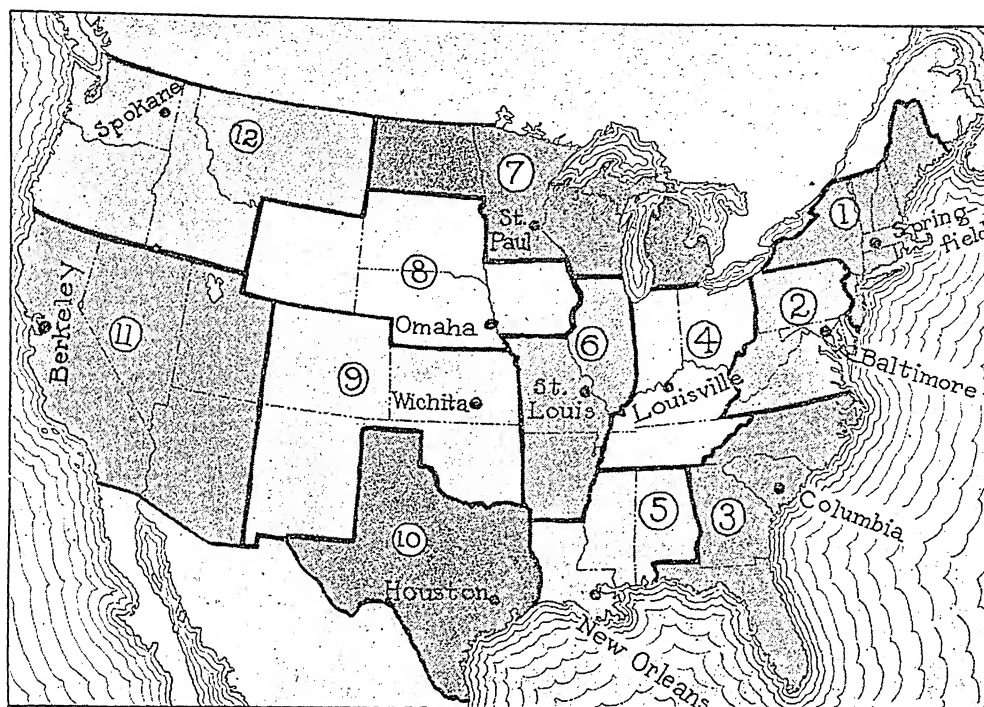 Spokane
12
7
St.
Paul
1
Spring
field
8
Omaha
2
Baltimore
Berkeley
11
9
Wichita
6
St.
Louis
4
Louisville
5
3
Columbia
10
Houston
New Orleans